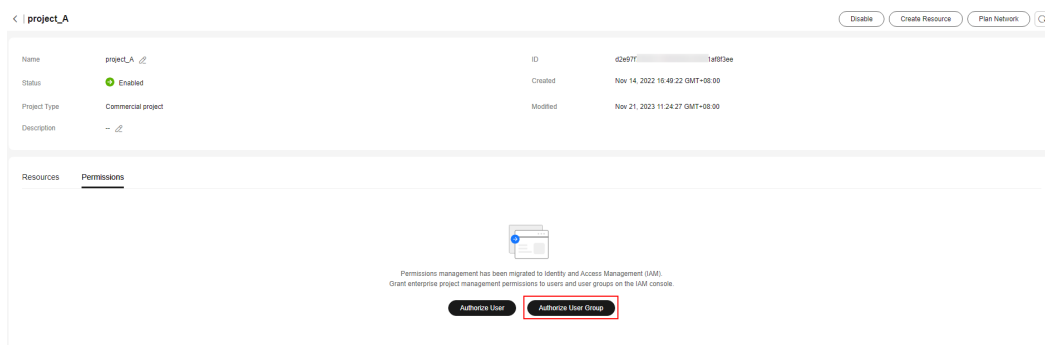 < | project_A
Disable
Create Resource
Plan Network
Name
project_A
ID
d2e97f
1af8f3ee
Status
Enabled
Created
Nov 14, 2022 16:49:22 GMT+08:00
Project Type
Commercial project
Modified
Nov 21, 2023 11:24:27 GMT+08:00
Description
--
Resources
Permissions
Permissions management has been migrated to Identity and Access Management (IAM).
Grant enterprise project management permissions to users and user groups on the IAM console.
Authorize User
Authorize User Group